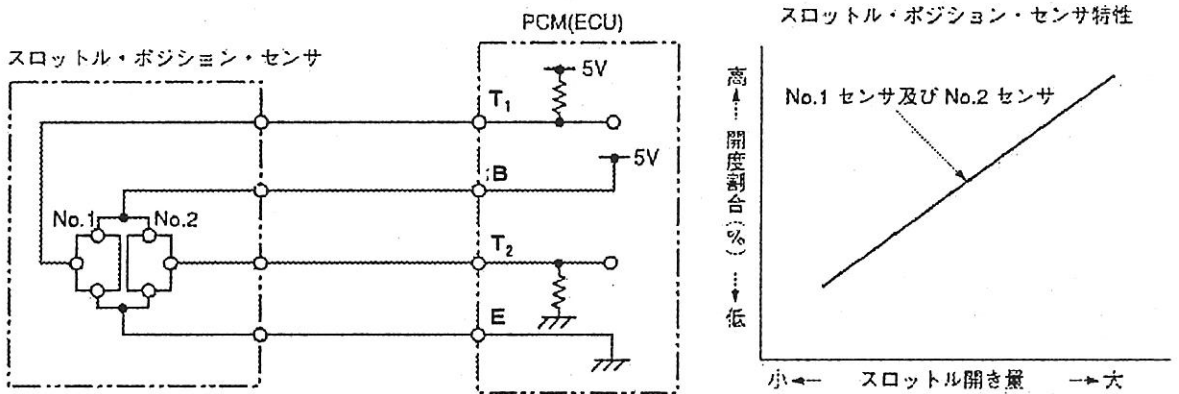 スロットル・ポジション・センサ
PCM(ECU)
T1
5V
B
5V
No.1
No.2
T2
E
スロットル・ポジション・センサ特性
高
開度割合(%)
低
No.1 センサ及び No.2 センサ
小
スロットル開き量
大